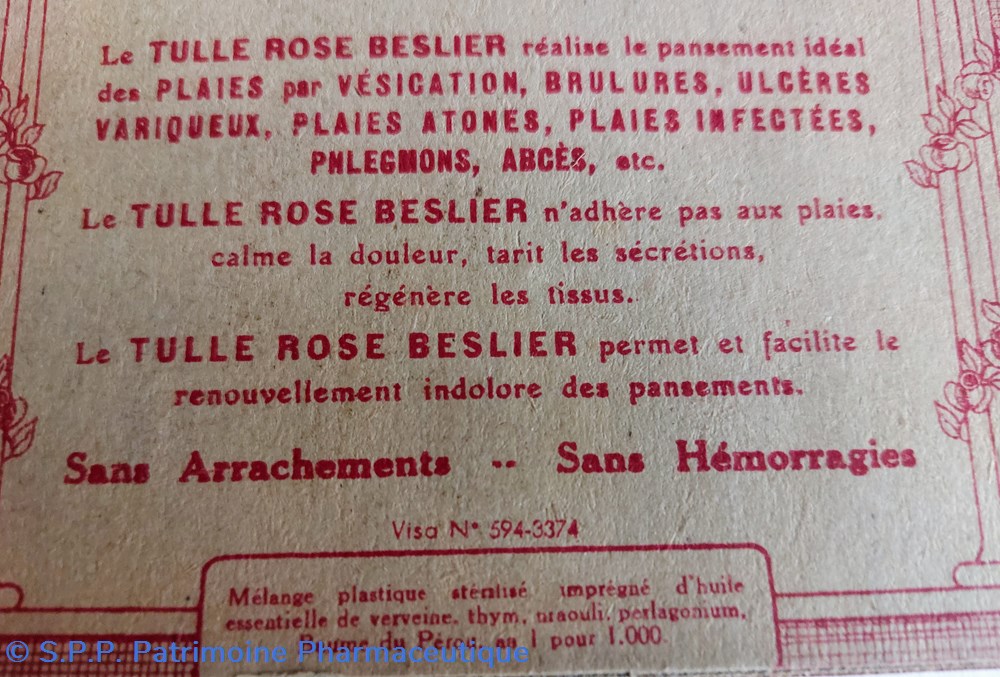 Le TULLE ROSE BESLIER réalise le pansement idéal
des PLAIES par VÉSICATION, BRULURES, ULCÈRES
VARIQUEUX, PLAIES ATONES, PLAIES INFECTÉES,
PHLEGMONS, ABCÈS, etc.
Le TULLE ROSE BESLIER n'adhère pas aux plaies,
calme la douleur, tarit les sécrétions,
régénère les tissus.
Le TULLE ROSE BESLIER permet et facilite le
renouvellement indolore des pansements.
Sans Arrachements -- Sans Hémorragies
Visa N° 594-3374
Mélange plastique stérilisé imprégné d'huile
essentielle de verveine, thym, niaouli, perlagonium,
Baume du Pérou, aa 1 pour 1.000
© S.P.P. Patrimoine Pharmaceutique